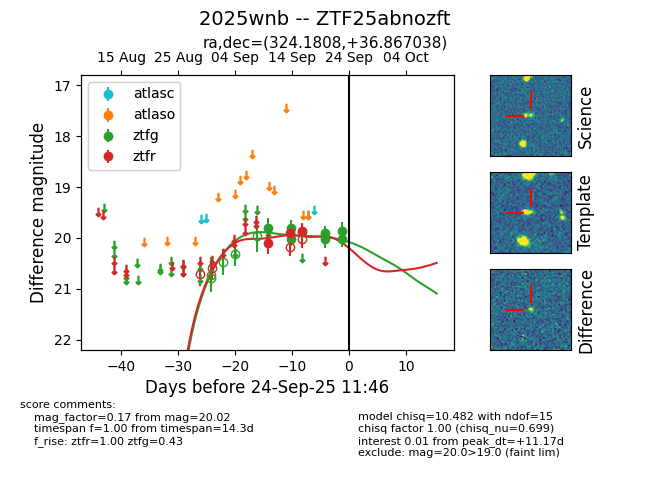 2025wnb -- ZTF25abnozft
ra,dec=(324.1808,+36.867038)
15 Aug 25 Aug 04 Sep 14 Sep 24 Sep 04 Oct
atlasc
atlaso
ztfg
ztfr
17
18
19
20
21
22
Difference magnitude
−40 −30 −20 −10 0 10
Days before 24-Sep-25 11:46
Science
Template
Difference
score comments:
mag_factor=0.17 from mag=20.02
timespan f=1.00 from timespan=14.3d
f_rise: ztfr=1.00 ztfg=0.43
model chisq=10.482 with ndof=15
chisq factor 1.00 (chisq_nu=0.699)
interest 0.01 from peak_dt=+11.17d
exclude: mag=20.0>19.0 (faint lim)